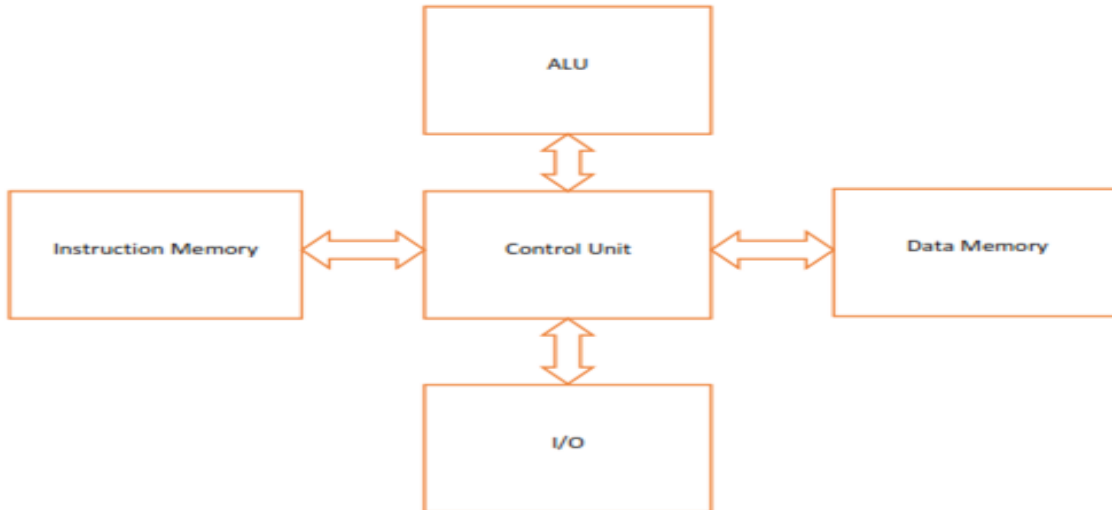 ALU
Instruction Memory
Control Unit
Data Memory
I/O